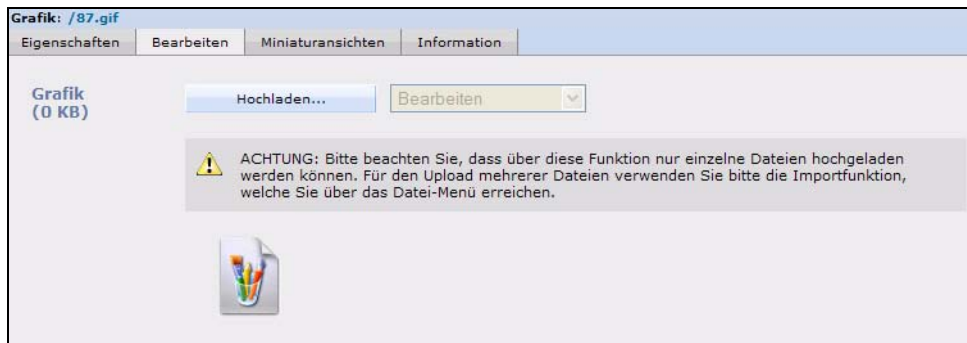 Grafik: /87.gif
Eigenschaften Bearbeiten Miniaturansichten Information
Grafik
(0 KB)
Hochladen... Bearbeiten
ACHTUNG: Bitte beachten Sie, dass über diese Funktion nur einzelne Dateien hochgeladen
werden können. Für den Upload mehrerer Dateien verwenden Sie bitte die Importfunktion,
welche Sie über das Datei-Menü erreichen.